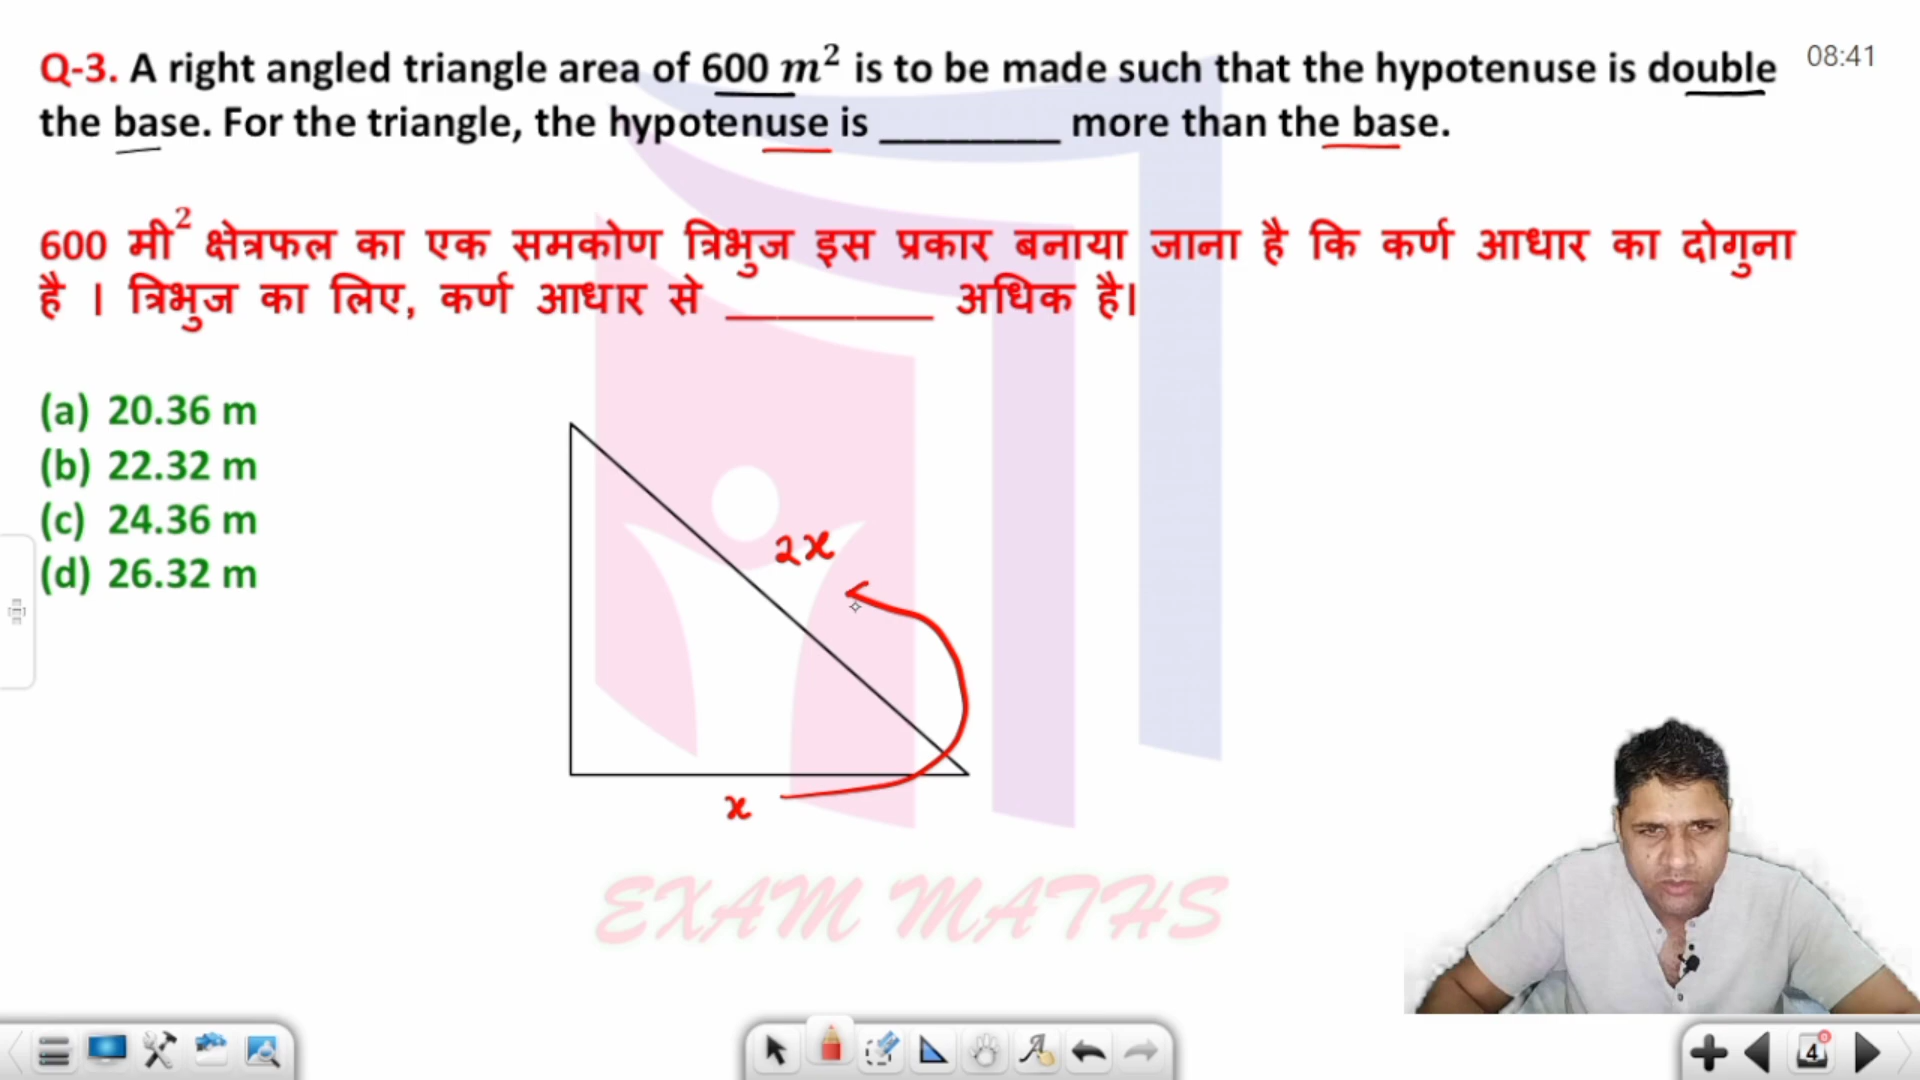 Q-3. A right angled triangle area of 600 m² is to be made such that the hypotenuse is double
08:41
the base. For the triangle, the hypotenuse is ________ more than the base.
600 मी² क्षेत्रफल का एक समकोण त्रिभुज इस प्रकार बनाया जाना है कि कर्ण आधार का दोगुना
है । त्रिभुज का लिए, कर्ण आधार से _________ अधिक है।
(a) 20.36 m
(b) 22.32 m
(c) 24.36 m
(d) 26.32 m
2x
x
EXAM MATHS
4